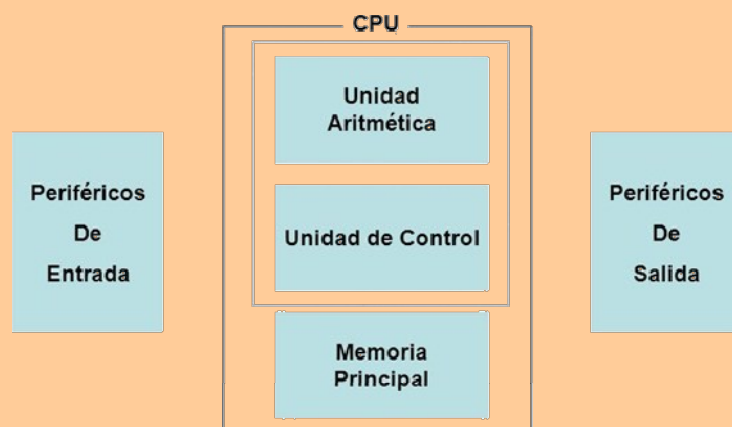 CPU
Unidad
Aritmética
Periféricos
De
Entrada
Unidad de Control
Periféricos
De
Salida
Memoria
Principal